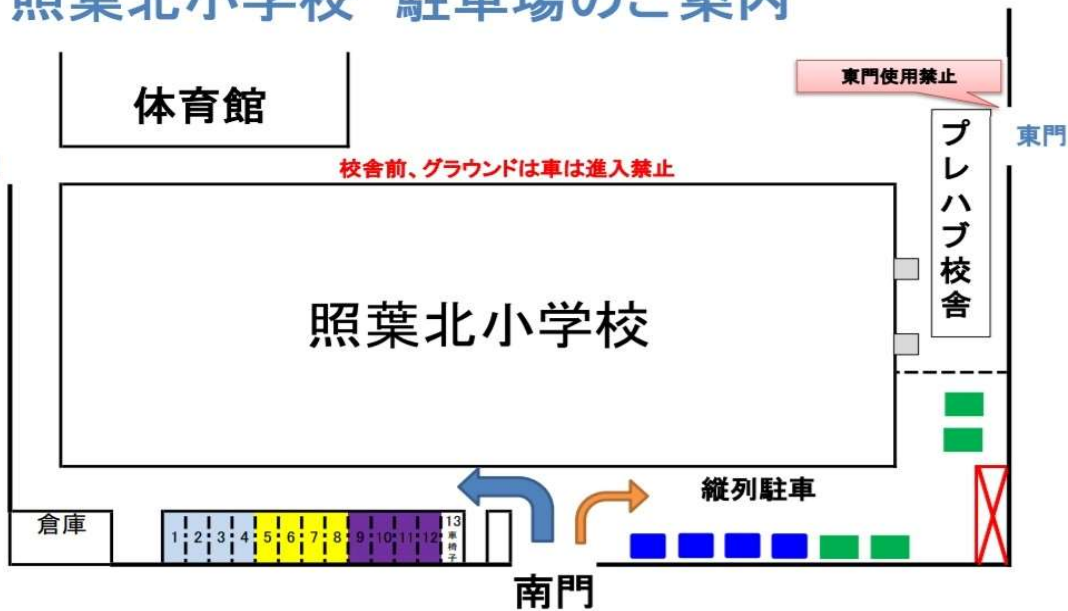 照葉北小学校 駐車場のご案内
体育館
東門使用禁止
東門
プレハブ校舎
校舎前、グラウンドは車は進入禁止
照葉北小学校
縦列駐車
倉庫
1 2 3 4 5 6 7 8 9 10 11 12 13車椅子
南門